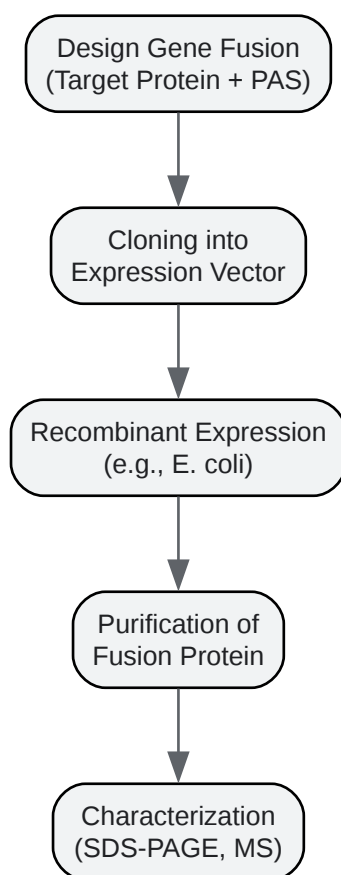 Design Gene Fusion
(Target Protein + PAS)
Cloning into
Expression Vector
Recombinant Expression
(e.g., E. coli)
Purification of
Fusion Protein
Characterization
(SDS-PAGE, MS)